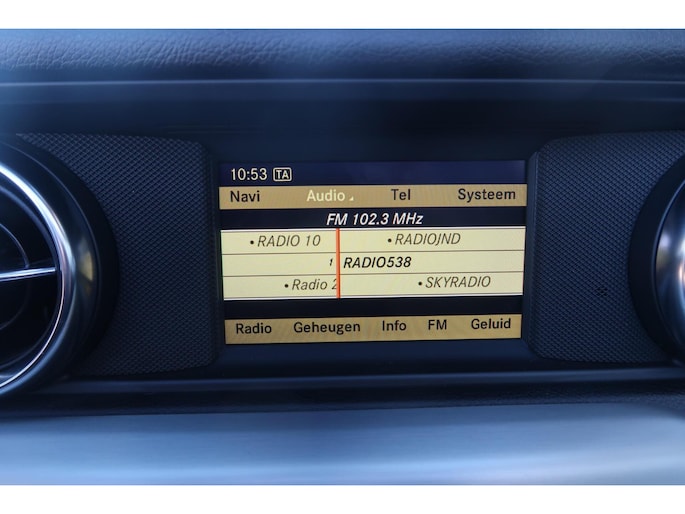 10:53 TA
Navi Audio Tel Systeem
FM 102.3 MHz
•RADIO 10 •RADIOJND
1 RADIO538
•Radio 2 •SKYRADIO
Radio Geheugen Info FM Geluid